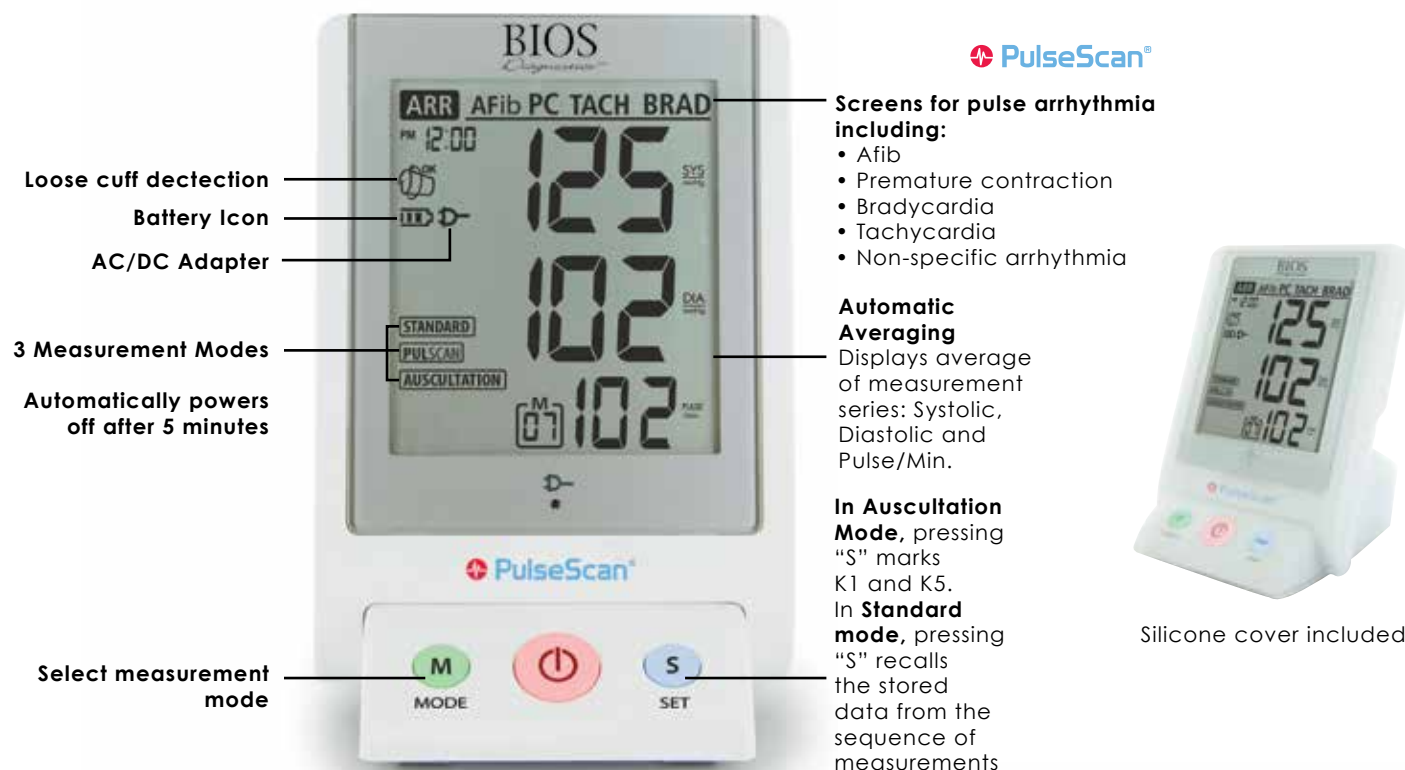 BIOS
Diagnostics
ARR AFib PC TACH BRAD
PM 12:00
125
SYS
mmHg
OK
102
DIA
mmHg
STANDARD
PULSCAN
AUSCULTATION
M
07
102
PULSE
PulseScan®
M
MODE
S
SET
Loose cuff dectection
Battery Icon
AC/DC Adapter
3 Measurement Modes
Automatically powers
off after 5 minutes
Select measurement
mode
PulseScan®
Screens for pulse arrhythmia
including:
• Afib
• Premature contraction
• Bradycardia
• Tachycardia
• Non-specific arrhythmia
Automatic
Averaging
Displays average
of measurement
series: Systolic,
Diastolic and
Pulse/Min.
In Auscultation
Mode, pressing
“S” marks
K1 and K5.
In Standard
mode, pressing
“S” recalls
the stored
data from the
sequence of
measurements
BIOS
ARR AFib PC TACH BRAD
125
102
102
PulseScan
Silicone cover included